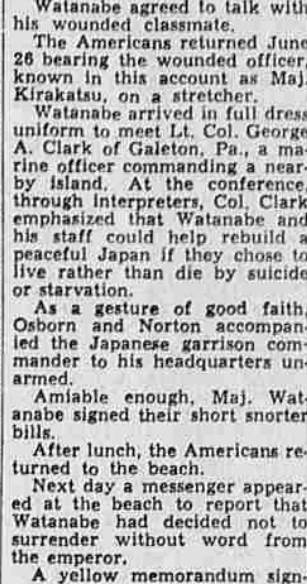 Watanabe agreed to talk with
his wounded classmate.
The Americans returned June
26 bearing the wounded officer,
known in this account as Maj.
Kirakatsu, on a stretcher.
Watanabe arrived in full dress
uniform to meet Lt. Col. George
A. Clark of Galeton, Pa., a ma-
rine officer commanding a near-
by island. At the conference,
through interpreters, Col. Clark
emphasized that Watanabe and
his staff could help rebuild a
peaceful Japan if they chose to
live rather than die by suicide
or starvation.
As a gesture of good faith,
Osborn and Norton accompan-
ied the Japanese garrison com-
mander to his headquarters un-
armed.
Amiable enough, Maj. Wat-
anabe signed their short snorter
bills.
After lunch, the Americans re-
turned to the beach.
Next day a messenger appear-
ed at the beach to report that
Watanabe had decided not to
surrender without word from
the emperor.
A yellow memorandum sign-